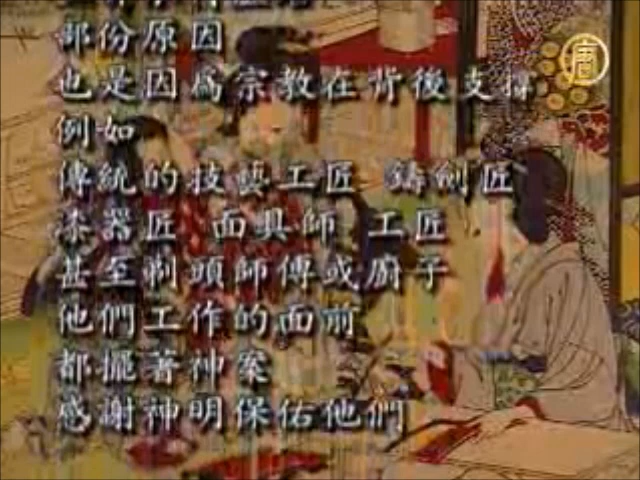 部份原因
也是因為宗教在背後支撐
例如
傳統的技藝工匠 鑄劍匠
漆器匠 面具師 工匠
甚至剃頭師傅或廚子
他們工作的面前
都擺著神案
感謝神明保佑他們